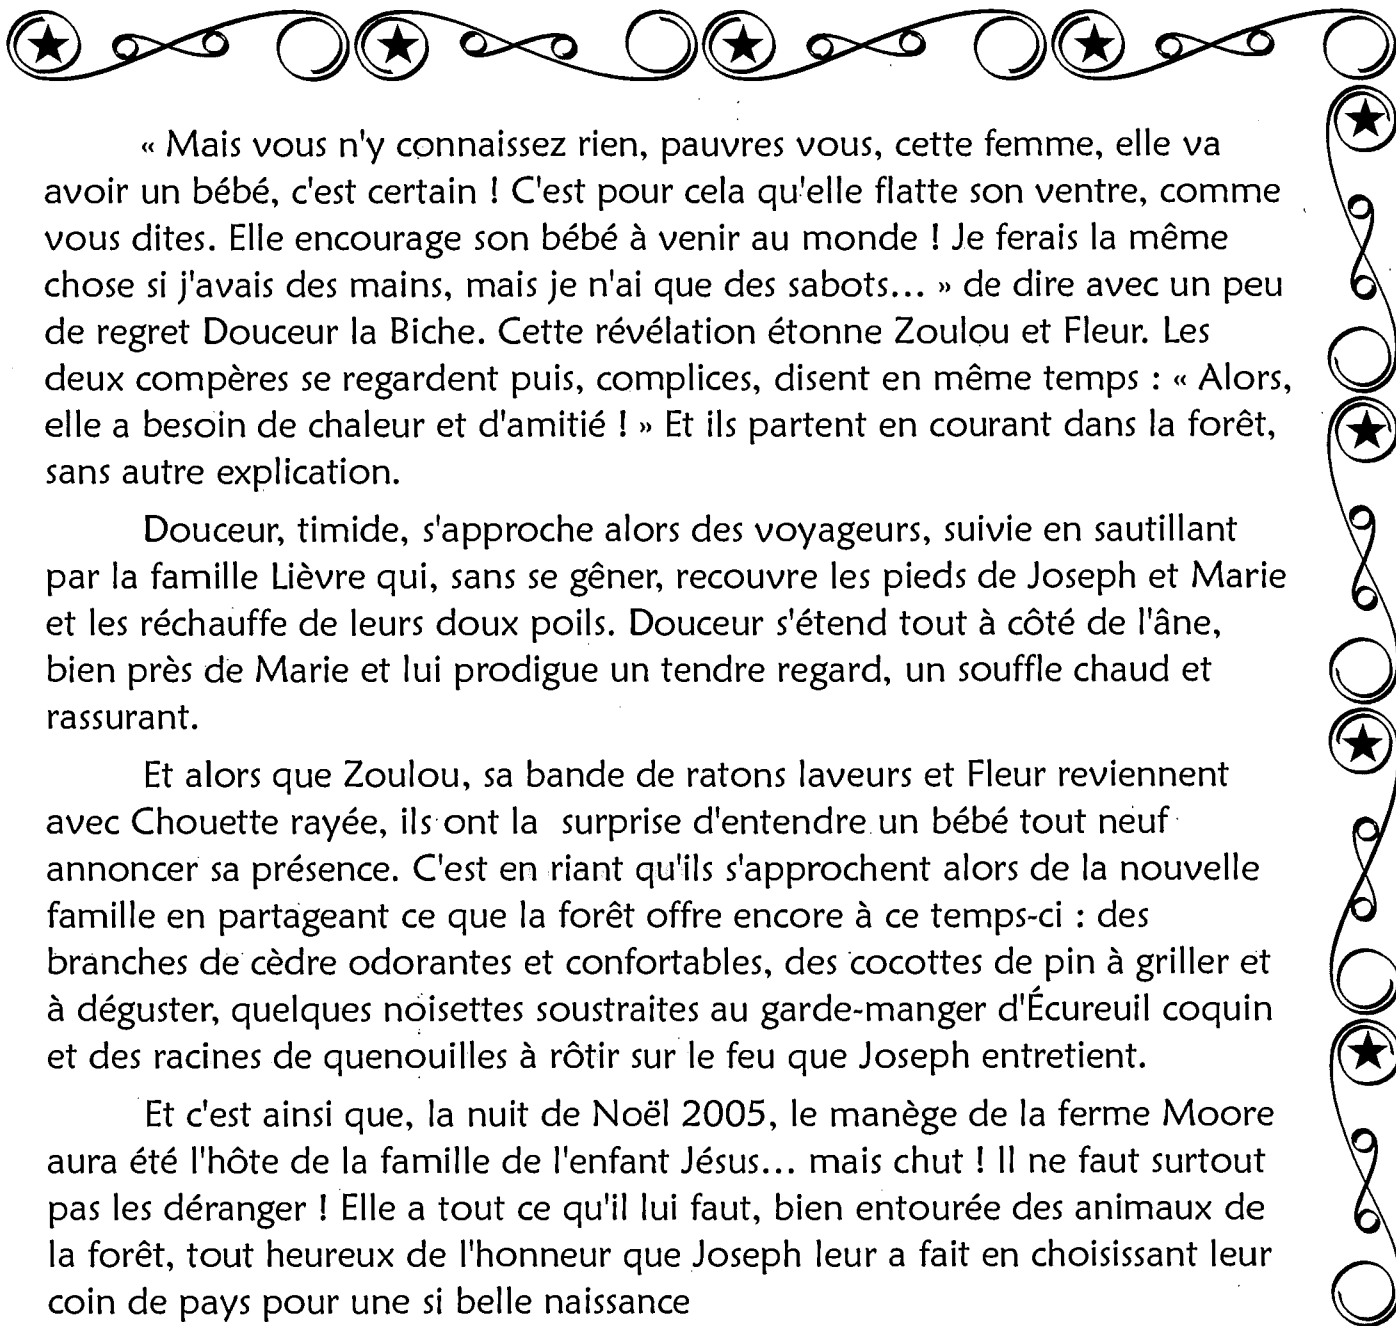 « Mais vous n'y connaissez rien, pauvres vous, cette femme, elle va
avoir un bébé, c'est certain ! C'est pour cela qu'elle flatte son ventre, comme
vous dites. Elle encourage son bébé à venir au monde ! Je ferais la même
chose si j'avais des mains, mais je n'ai que des sabots... » de dire avec un peu
de regret Douceur la Biche. Cette révélation étonne Zoulou et Fleur. Les
deux compères se regardent puis, complices, disent en même temps : « Alors,
elle a besoin de chaleur et d'amitié ! » Et ils partent en courant dans la forêt,
sans autre explication.
Douceur, timide, s'approche alors des voyageurs, suivie en sautillant
par la famille Lièvre qui, sans se gêner, recouvre les pieds de Joseph et Marie
et les réchauffe de leurs doux poils. Douceur s'étend tout à côté de l'âne,
bien près de Marie et lui prodigue un tendre regard, un souffle chaud et
rassurant.
Et alors que Zoulou, sa bande de ratons laveurs et Fleur reviennent
avec Chouette rayée, ils ont la surprise d'entendre un bébé tout neuf
annoncer sa présence. C'est en riant qu'ils s'approchent alors de la nouvelle
famille en partageant ce que la forêt offre encore à ce temps-ci : des
branches de cèdre odorantes et confortables, des cocottes de pin à griller et
à déguster, quelques noisettes soustraites au garde-manger d'Écureuil coquin
et des racines de quenouilles à rôtir sur le feu que Joseph entretient.
Et c'est ainsi que, la nuit de Noël 2005, le manège de la ferme Moore
aura été l'hôte de la famille de l'enfant Jésus... mais chut ! Il ne faut surtout
pas les déranger ! Elle a tout ce qu'il lui faut, bien entourée des animaux de
la forêt, tout heureux de l'honneur que Joseph leur a fait en choisissant leur
coin de pays pour une si belle naissance